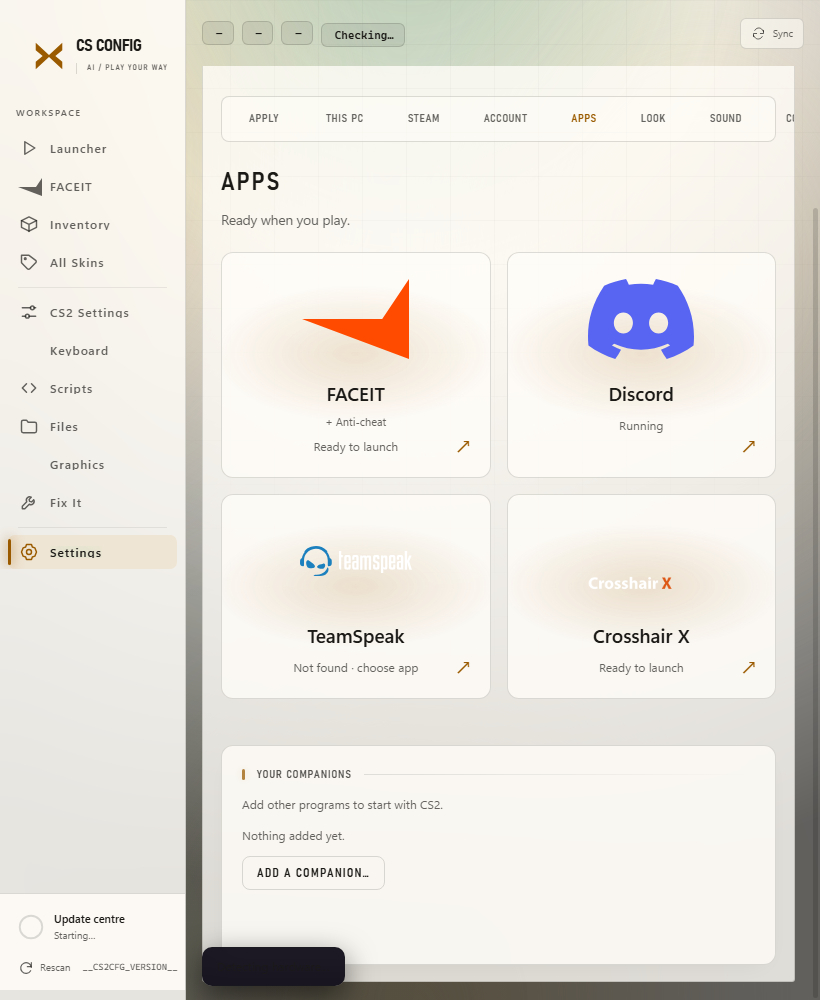 CS CONFIG
AI / PLAY YOUR WAY
WORKSPACE
Launcher
FACEIT
Inventory
All Skins
CS2 Settings
Keyboard
Scripts
Files
Graphics
Fix It
Settings
Update centre
Starting…
Rescan
__CS2CFG_VERSION__
–
–
–
Checking…
Sync
APPLY
THIS PC
STEAM
ACCOUNT
APPS
LOOK
SOUND
APPS
Ready when you play.
FACEIT
+ Anti-cheat
Ready to launch
Discord
Running
teamspeak
TeamSpeak
Not found · choose app
Crosshair X
Crosshair X
Ready to launch
YOUR COMPANIONS
Add other programs to start with CS2.
Nothing added yet.
ADD A COMPANION…